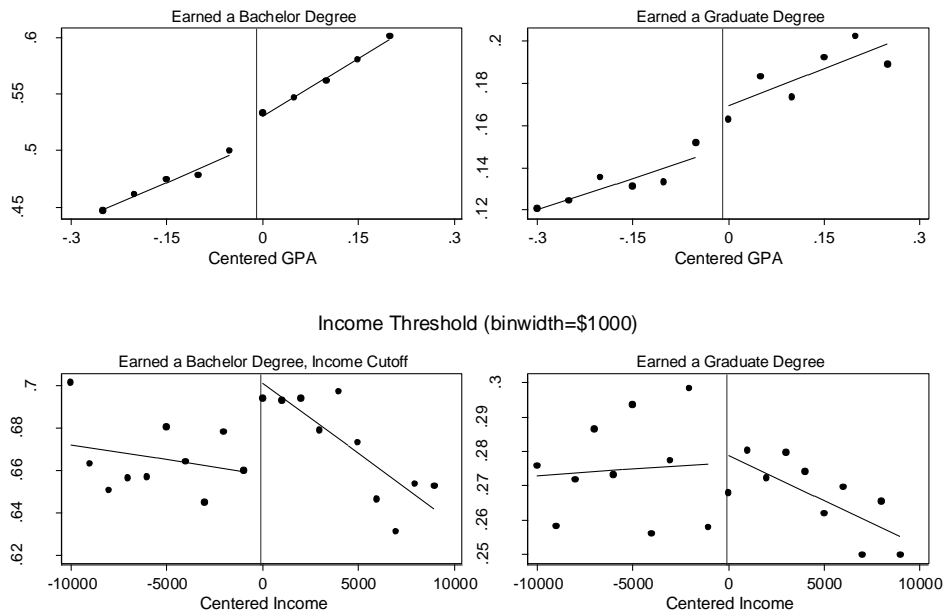 Earned a Bachelor Degree
.6
.55
.5
.45
-.3 -.15 0 .15 .3
Centered GPA
Earned a Graduate Degree
.2
.18
.16
.14
.12
-.3 -.15 0 .15 .3
Centered GPA
Income Threshold (binwidth=$1000)
Earned a Bachelor Degree, Income Cutoff
.7
.68
.66
.64
.62
-10000 -5000 0 5000 10000
Centered Income
Earned a Graduate Degree
.3
.29
.28
.27
.26
.25
-10000 -5000 0 5000 10000
Centered Income